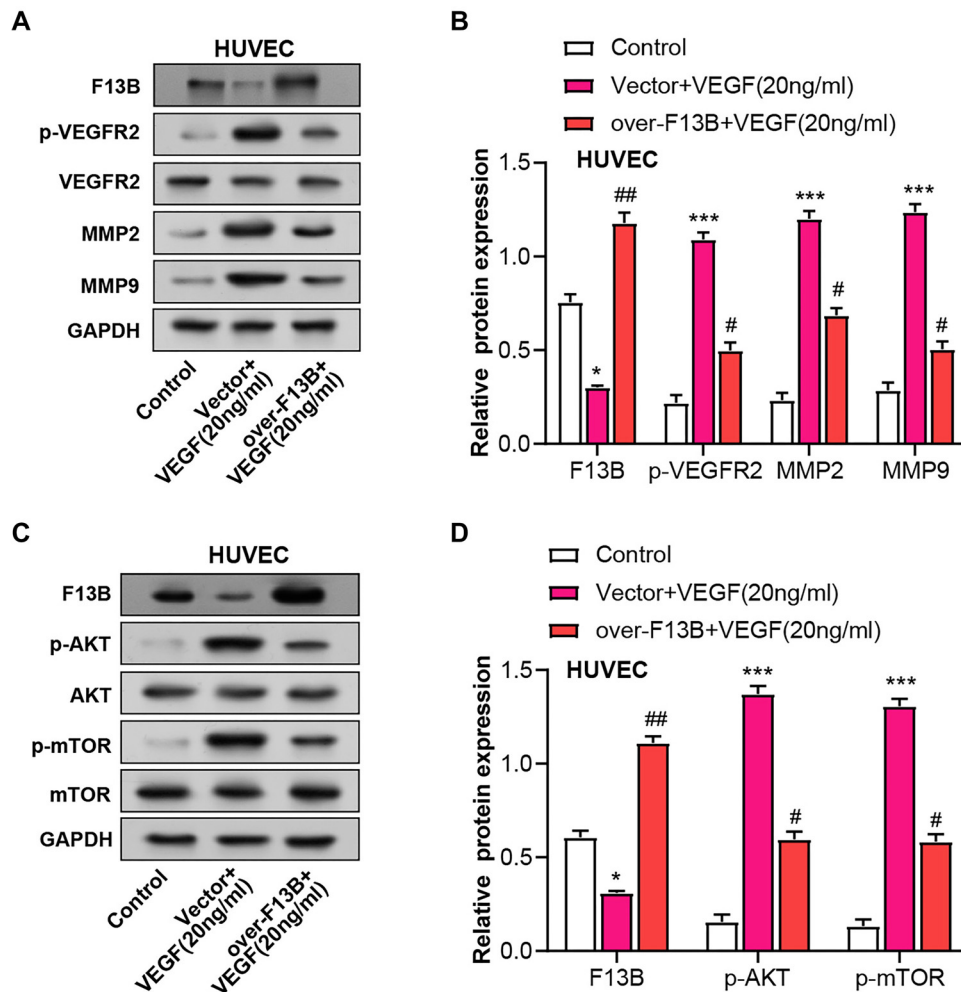 A
HUVEC
F13B
p-VEGFR2
VEGFR2
MMP2
MMP9
GAPDH
Control
Vector+
VEGF(20ng/ml)
over-F13B+
VEGF(20ng/ml)
B
Control
Vector+VEGF(20ng/ml)
over-F13B+VEGF(20ng/ml)
HUVEC
Relative protein expression
1.5
1.0
0.5
0.0
*
##
***
#
***
#
***
#
F13B
p-VEGFR2
MMP2
MMP9
C
HUVEC
F13B
p-AKT
AKT
p-mTOR
mTOR
GAPDH
Control
Vector+
VEGF(20ng/ml)
over-F13B+
VEGF(20ng/ml)
D
Control
Vector+VEGF(20ng/ml)
over-F13B+VEGF(20ng/ml)
HUVEC
Relative protein expression
1.5
1.0
0.5
0.0
*
##
***
#
***
#
F13B
p-AKT
p-mTOR